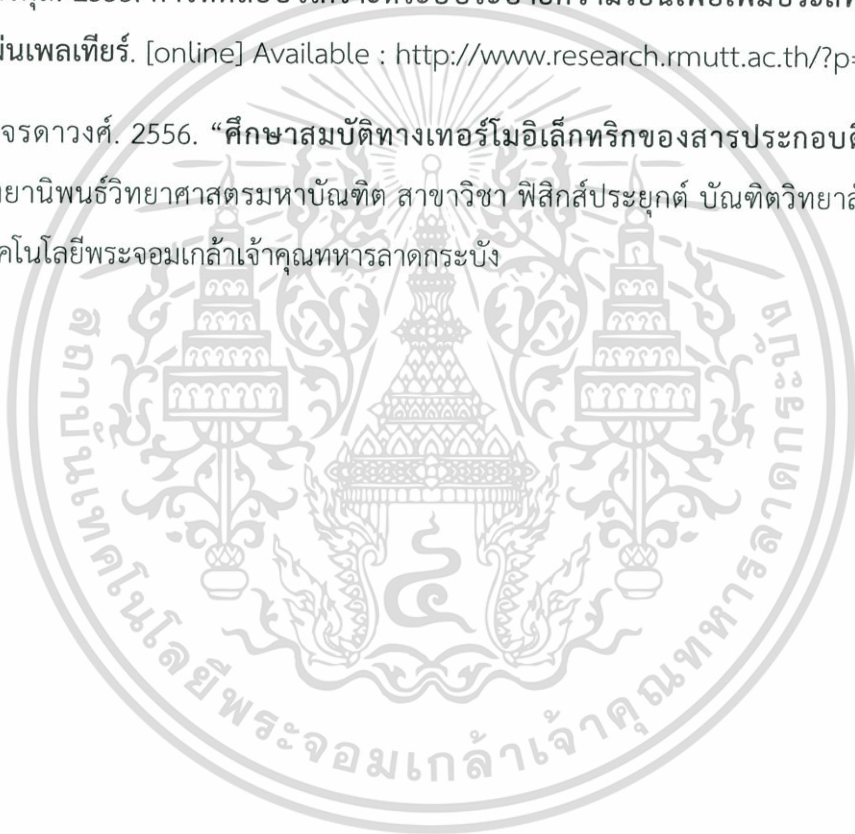 แผ่นเพลเทียร์. [online] Available : http://www.research.rmutt.ac.th/?p=
จรดาวงศ์. 2556. “ศึกษาสมบัติทางเทอร์โมอิเล็กทริกของสารประกอบ
วิทยานิพนธ์วิทยาศาสตรมหาบัณฑิต สาขาวิชา ฟิสิกส์ประยุกต์ บัณฑิตวิทยา
เทคโนโลยีพระจอมเกล้าเจ้าคุณทหารลาดกระบัง
สถาบันเทคโนโลยีพระจอมเกล้าเจ้าคุณทหารลาดกระบัง